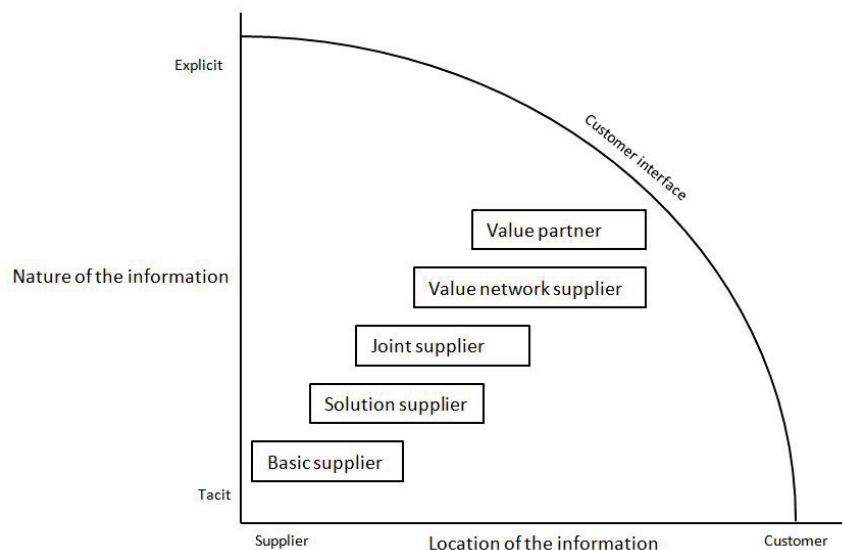 Explicit
Customer interface
Value partner
Nature of the information
Value network supplier
Joint supplier
Solution supplier
Basic supplier
Tacit
Supplier
Location of the information
Customer